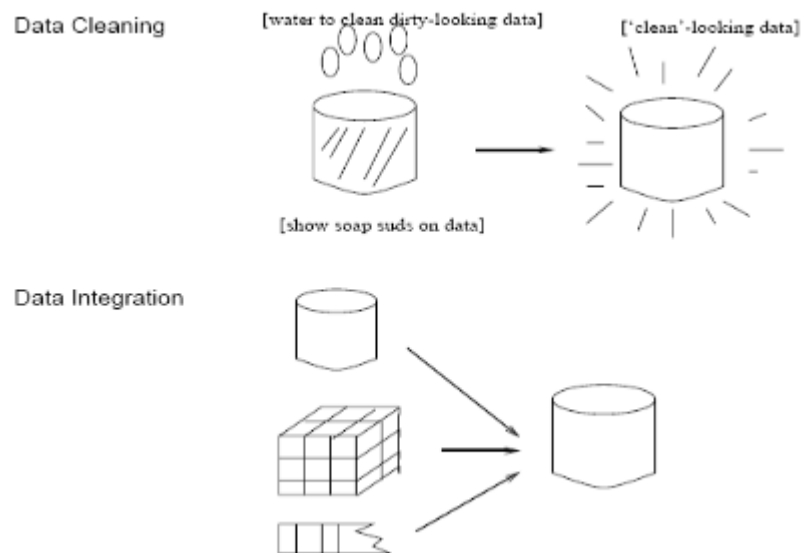 Data Cleaning
[water to clean dirty-looking data]
['clean'-looking data]
[show soap suds on data]
Data Integration